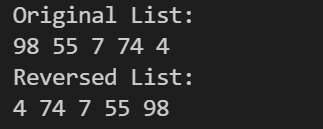 Original List:
98 55 7 74 4
Reversed List:
4 74 7 55 98